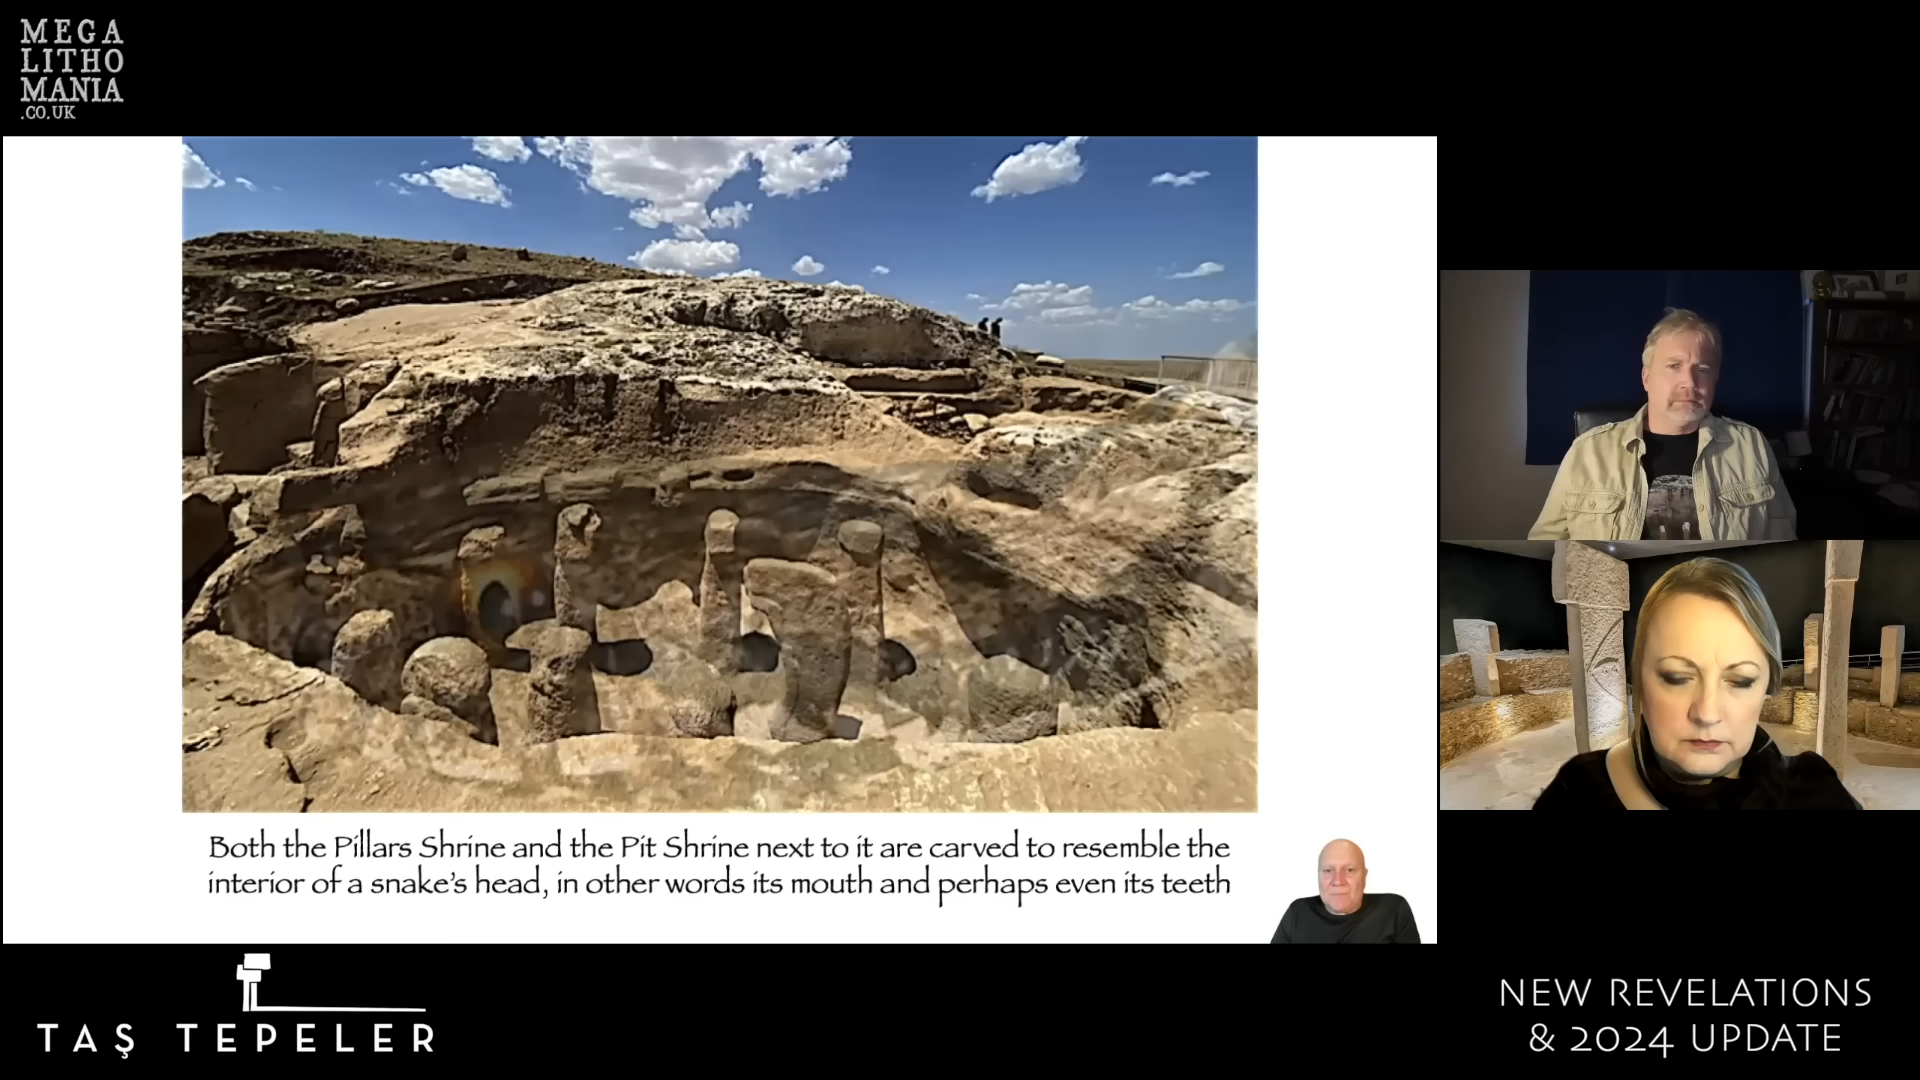 MEGA
LITHO
MANIA
.CO.UK
Both the Pillars Shrine and the Pit Shrine next to it are carved to resemble the
interior of a snake's head, in other words its mouth and perhaps even its teeth
TAŞ TEPELER
NEW REVELATIONS
& 2024 UPDATE